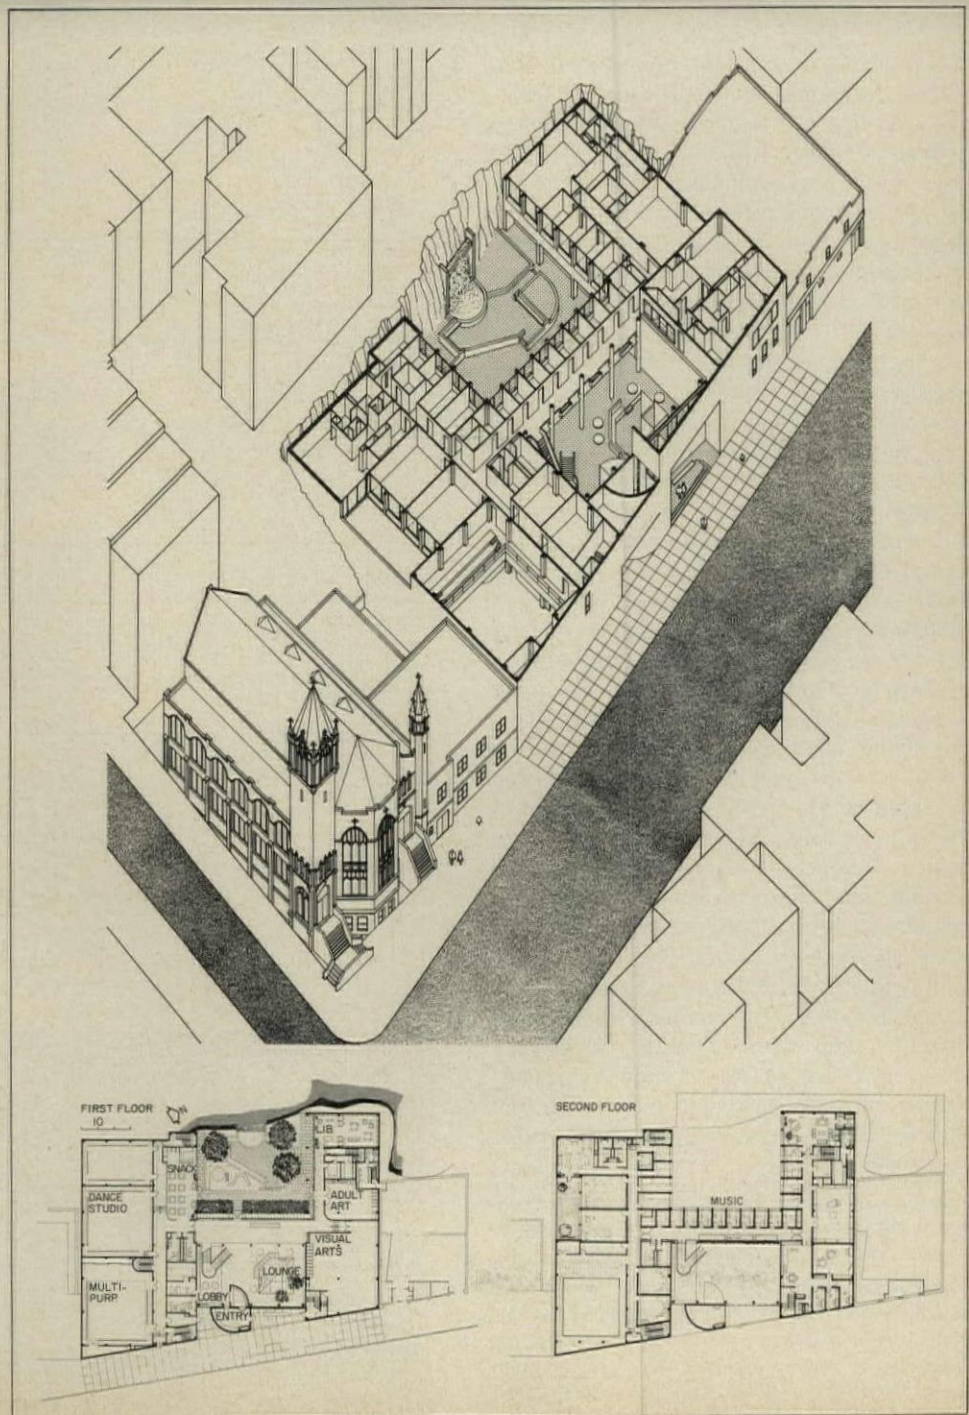 FIRST FLOOR
10
N
LIB.
SNACK
DANCE
STUDIO
ADULT
ART
VISUAL
ARTS
LOUNGE
MULTI-
PURP.
LOBBY
ENTRY
SECOND FLOOR
MUSIC